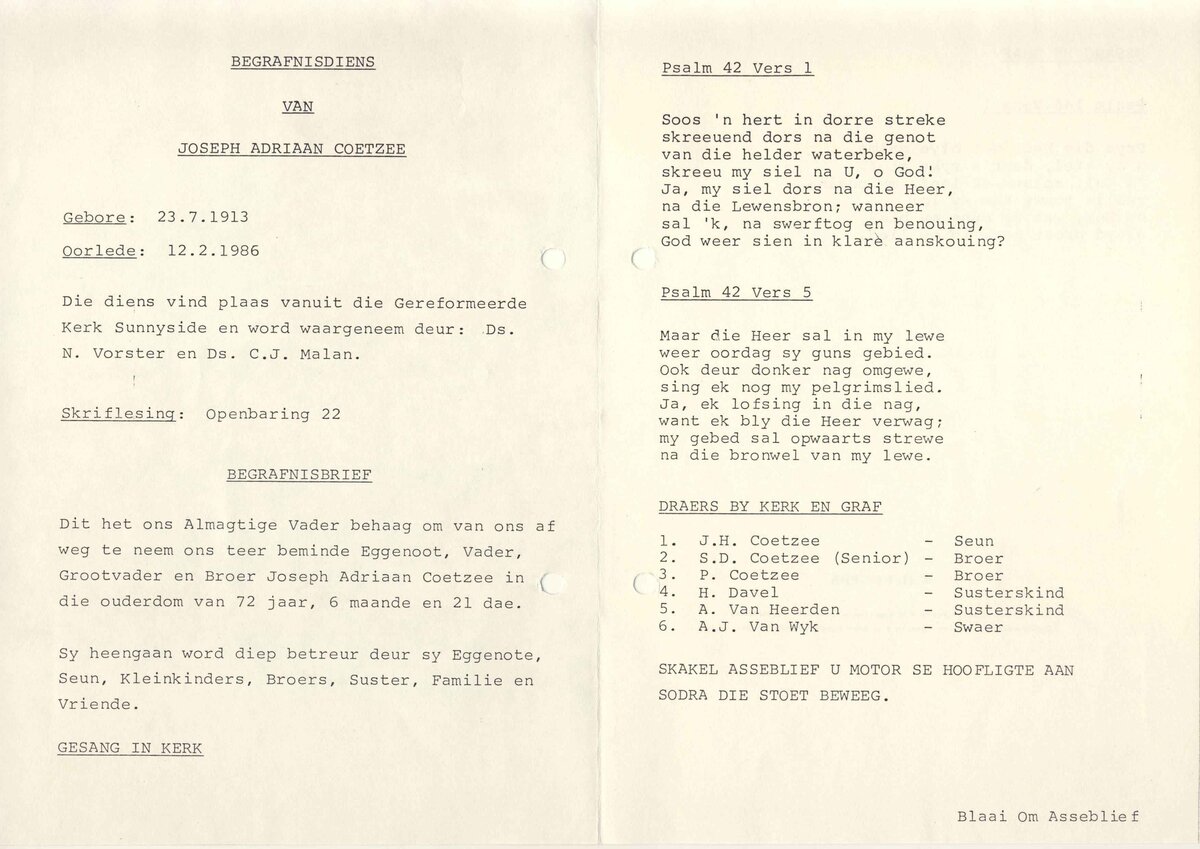 BEGRAFNISDIENS
VAN
JOSEPH ADRIAAN COETZEE
Gebore: 23.7.1913
Oorlede: 12.2.1986
Die diens vind plaas vanuit die Gereformeerde
Kerk Sunnyside en word waargeneem deur: Ds.
N. Vorster en Ds. C.J. Malan.
Skriflesing: Openbaring 22
BEGRAFNISBRIEF
Dit het ons Almagtige Vader behaag om van ons af
weg te neem ons teer beminde Eggenoot, Vader,
Grootvader en Broer Joseph Adriaan Coetzee in
die ouderdom van 72 jaar, 6 maande en 21 dae.
Sy heengaan word diep betreur deur sy Eggenote,
Seun, Kleinkinders, Broers, Suster, Familie en
Vriende.
GESANG IN KERK
Psalm 42 Vers 1
Soos 'n hert in dorre streke
skreeuend dors na die genot
van die helder waterbeke,
skreeu my siel na U, o God!
Ja, my siel dors na die Heer,
na die Lewensbron; wanneer
sal 'k, na swerftog en benouing,
God weer sien in klarè aanskouing?
Psalm 42 Vers 5
Maar die Heer sal in my lewe
weer oordag sy guns gebied.
Ook deur donker nag omgewe,
sing ek nog my pelgrimslied.
Ja, ek lofsing in die nag,
want ek bly die Heer verwag;
my gebed sal opwaarts strewe
na die bronwel van my lewe.
DRAERS BY KERK EN GRAF
1. J.H. Coetzee - Seun
2. S.D. Coetzee (Senior) - Broer
3. P. Coetzee - Broer
4. H. Davel - Susterskind
5. A. Van Heerden - Susterskind
6. A.J. Van Wyk - Swaer
SKAKEL ASSEBLIEF U MOTOR SE HOOFLIGTE AAN
SODRA DIE STOET BEWEEG.
Blaai Om Asseblief